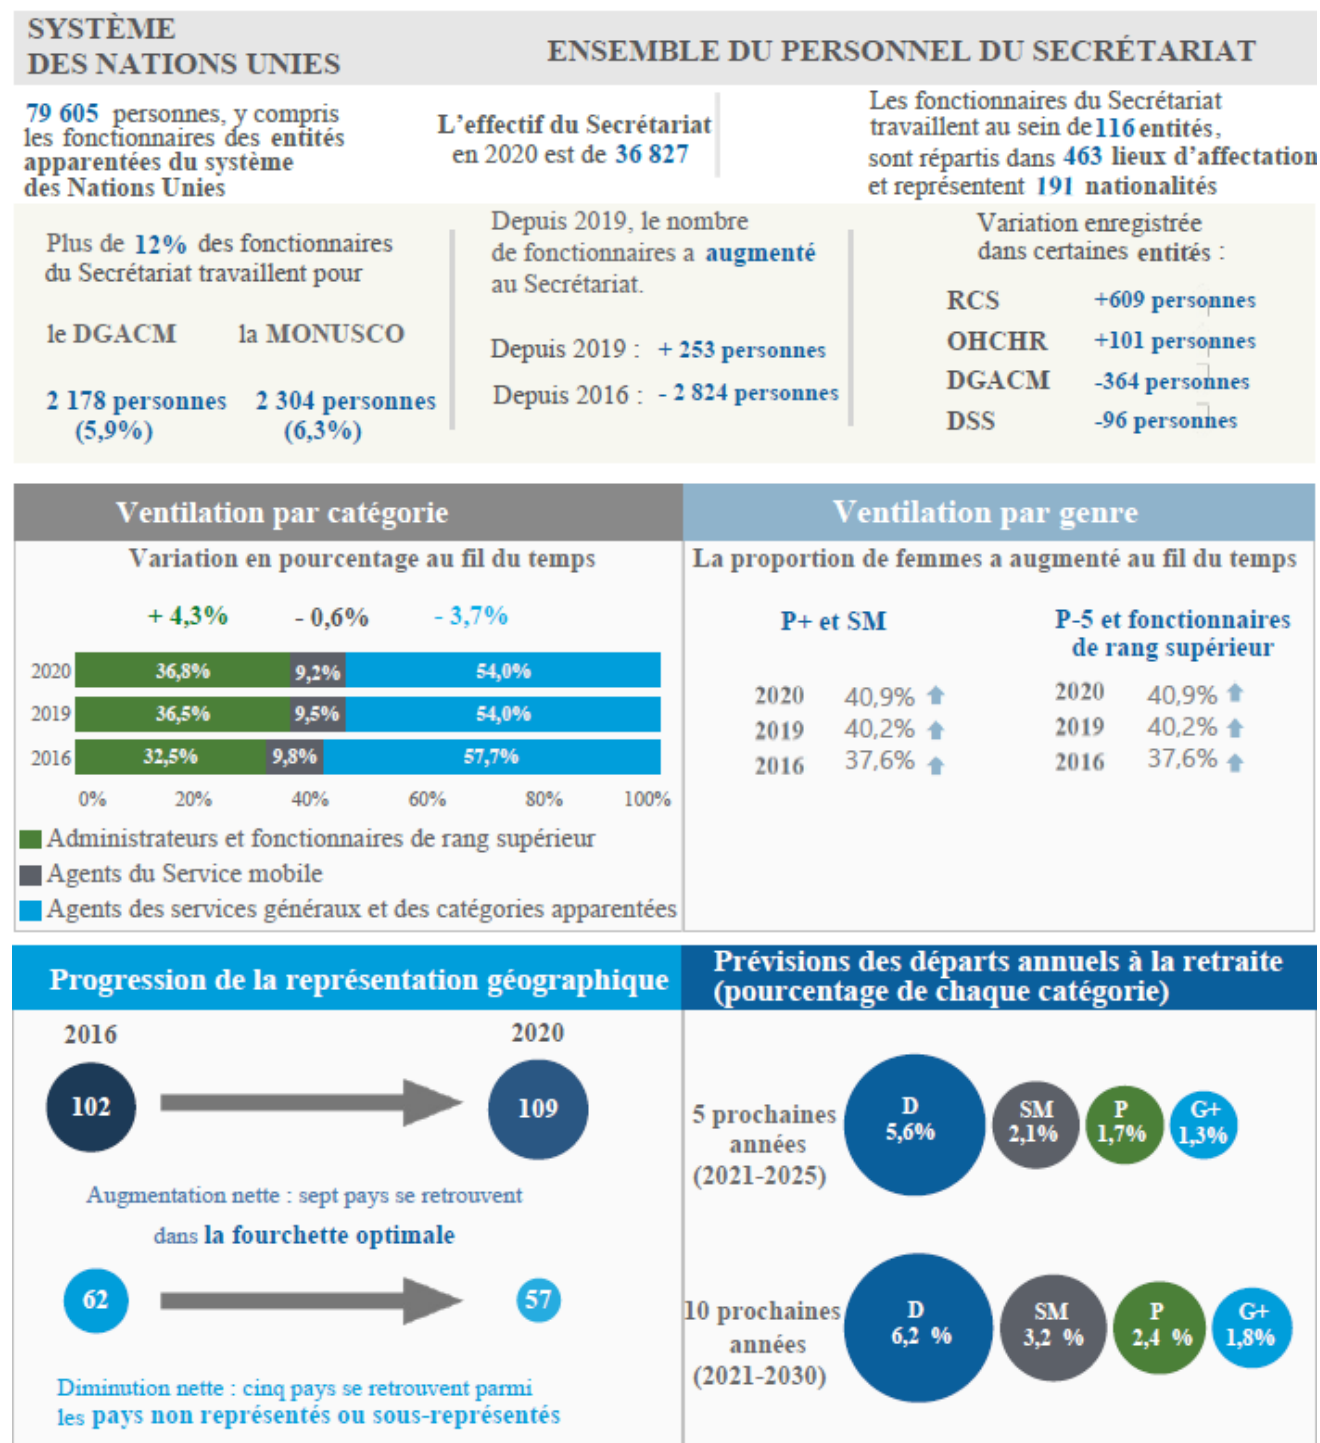 SYSTÈME
DES NATIONS UNIES
ENSEMBLE DU PERSONNEL DU SECRÉTARIAT
79 605 personnes, y compris
les fonctionnaires des entités
apparentées du système
des Nations Unies
L'effectif du Secrétariat
en 2020 est de 36 827
Les fonctionnaires du Secrétariat
travaillent au sein de 116 entités,
sont répartis dans 463 lieux d'affectation
et représentent 191 nationalités
Plus de 12% des fonctionnaires
du Secrétariat travaillent pour
le DGACM la MONUSCO
2 178 personnes 2 304 personnes
(5,9%) (6,3%)
Depuis 2019, le nombre
de fonctionnaires a augmenté
au Secrétariat.
Depuis 2019 : + 253 personnes
Depuis 2016 : - 2 824 personnes
Variation enregistrée
dans certaines entités :
RCS +609 personnes
OHCHR +101 personnes
DGACM -364 personnes
DSS -96 personnes
Ventilation par catégorie
Variation en pourcentage au fil du temps
+ 4,3% - 0,6% - 3,7%
2020 36,8% 9,2% 54,0%
2019 36,5% 9,5% 54,0%
2016 32,5% 9,8% 57,7%
0% 20% 40% 60% 80% 100%
Administrateurs et fonctionnaires de rang supérieur
Agents du Service mobile
Agents des services généraux et des catégories apparentées
Ventilation par genre
La proportion de femmes a augmenté au fil du temps
P+ et SM
2020 40,9%
2019 40,2%
2016 37,6%
P-5 et fonctionnaires
de rang supérieur
2020 40,9%
2019 40,2%
2016 37,6%
Progression de la représentation géographique
2016 2020
102 109
Augmentation nette : sept pays se retrouvent
dans la fourchette optimale
62 57
Diminution nette : cinq pays se retrouvent parmi
les pays non représentés ou sous-représentés
Prévisions des départs annuels à la retraite
(pourcentage de chaque catégorie)
5 prochaines
années
(2021-2025)
D
5,6%
SM
2,1%
P
1,7%
G+
1,3%
10 prochaines
années
(2021-2030)
D
6,2 %
SM
3,2 %
P
2,4 %
G+
1,8%